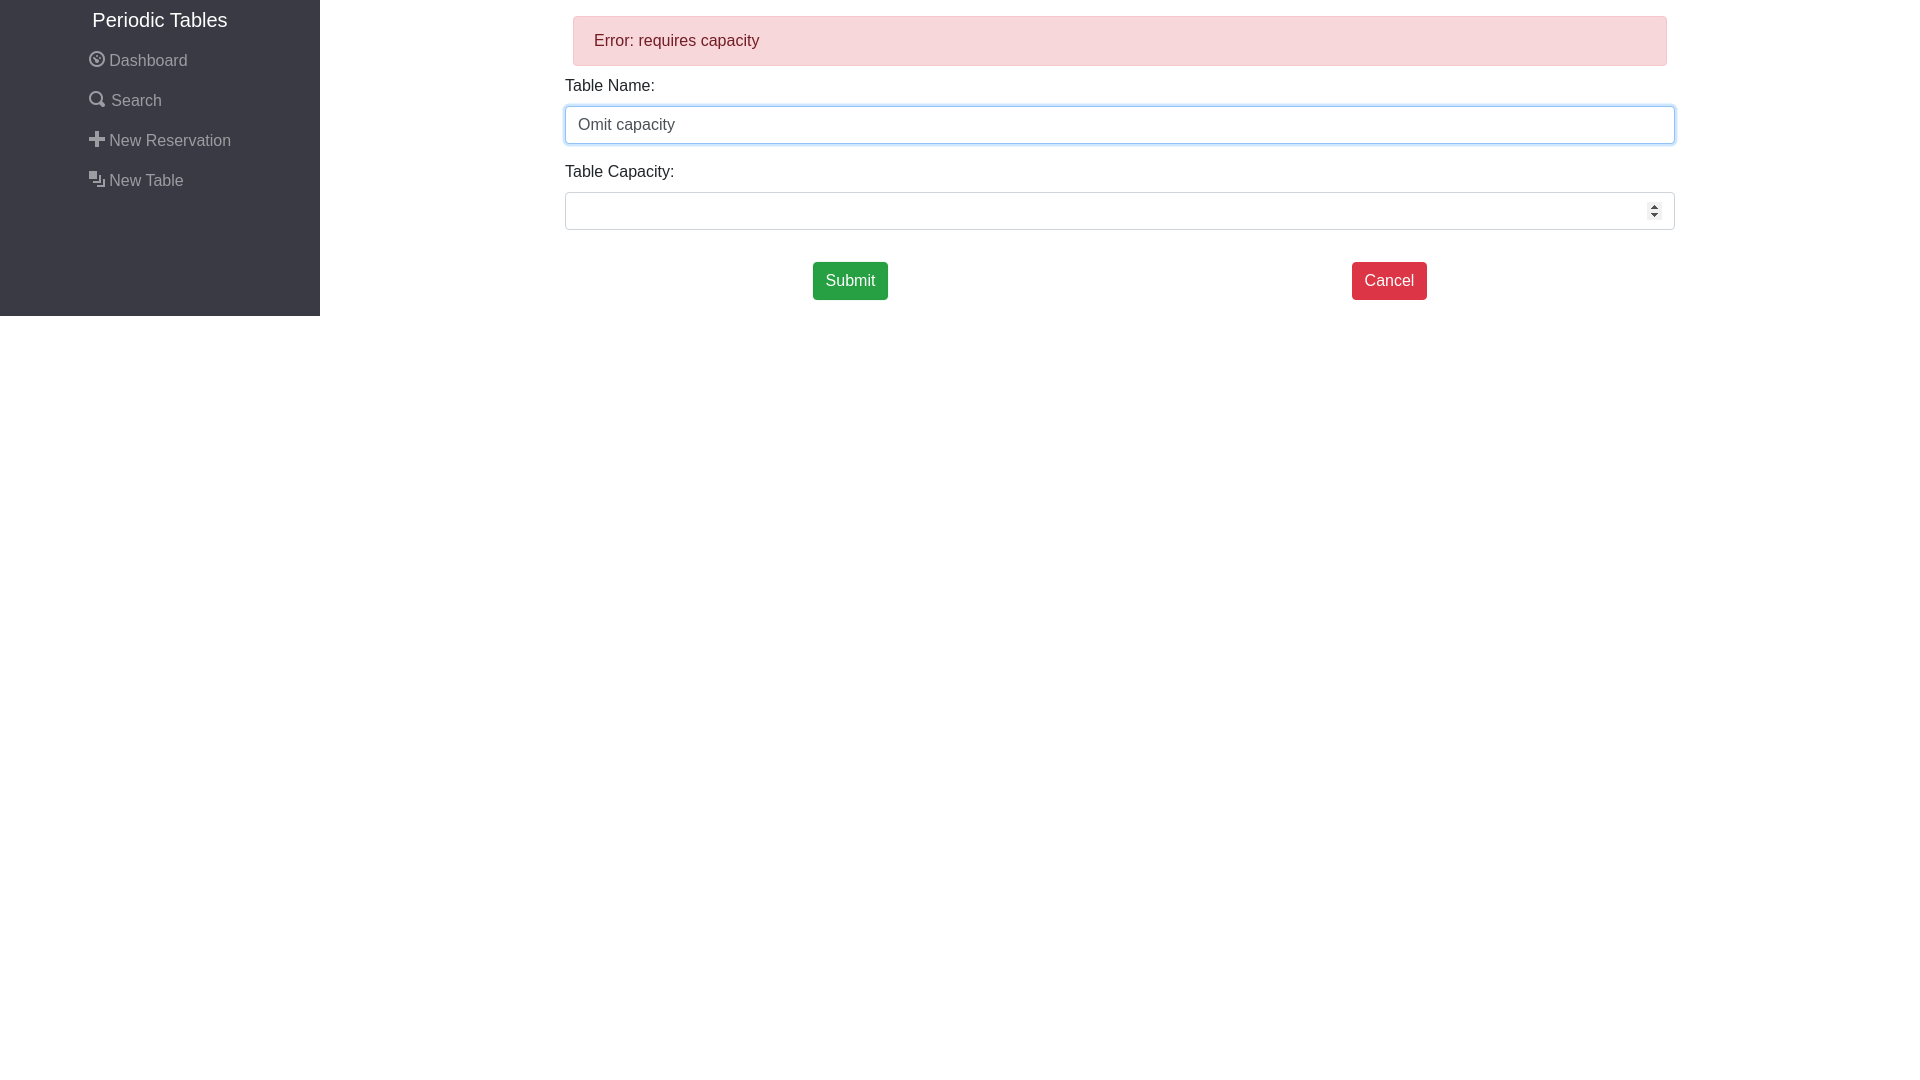 Periodic Tables
Dashboard
Search
New Reservation
New Table
Error: requires capacity
Table Name:
Omit capacity
Table Capacity:
Submit
Cancel